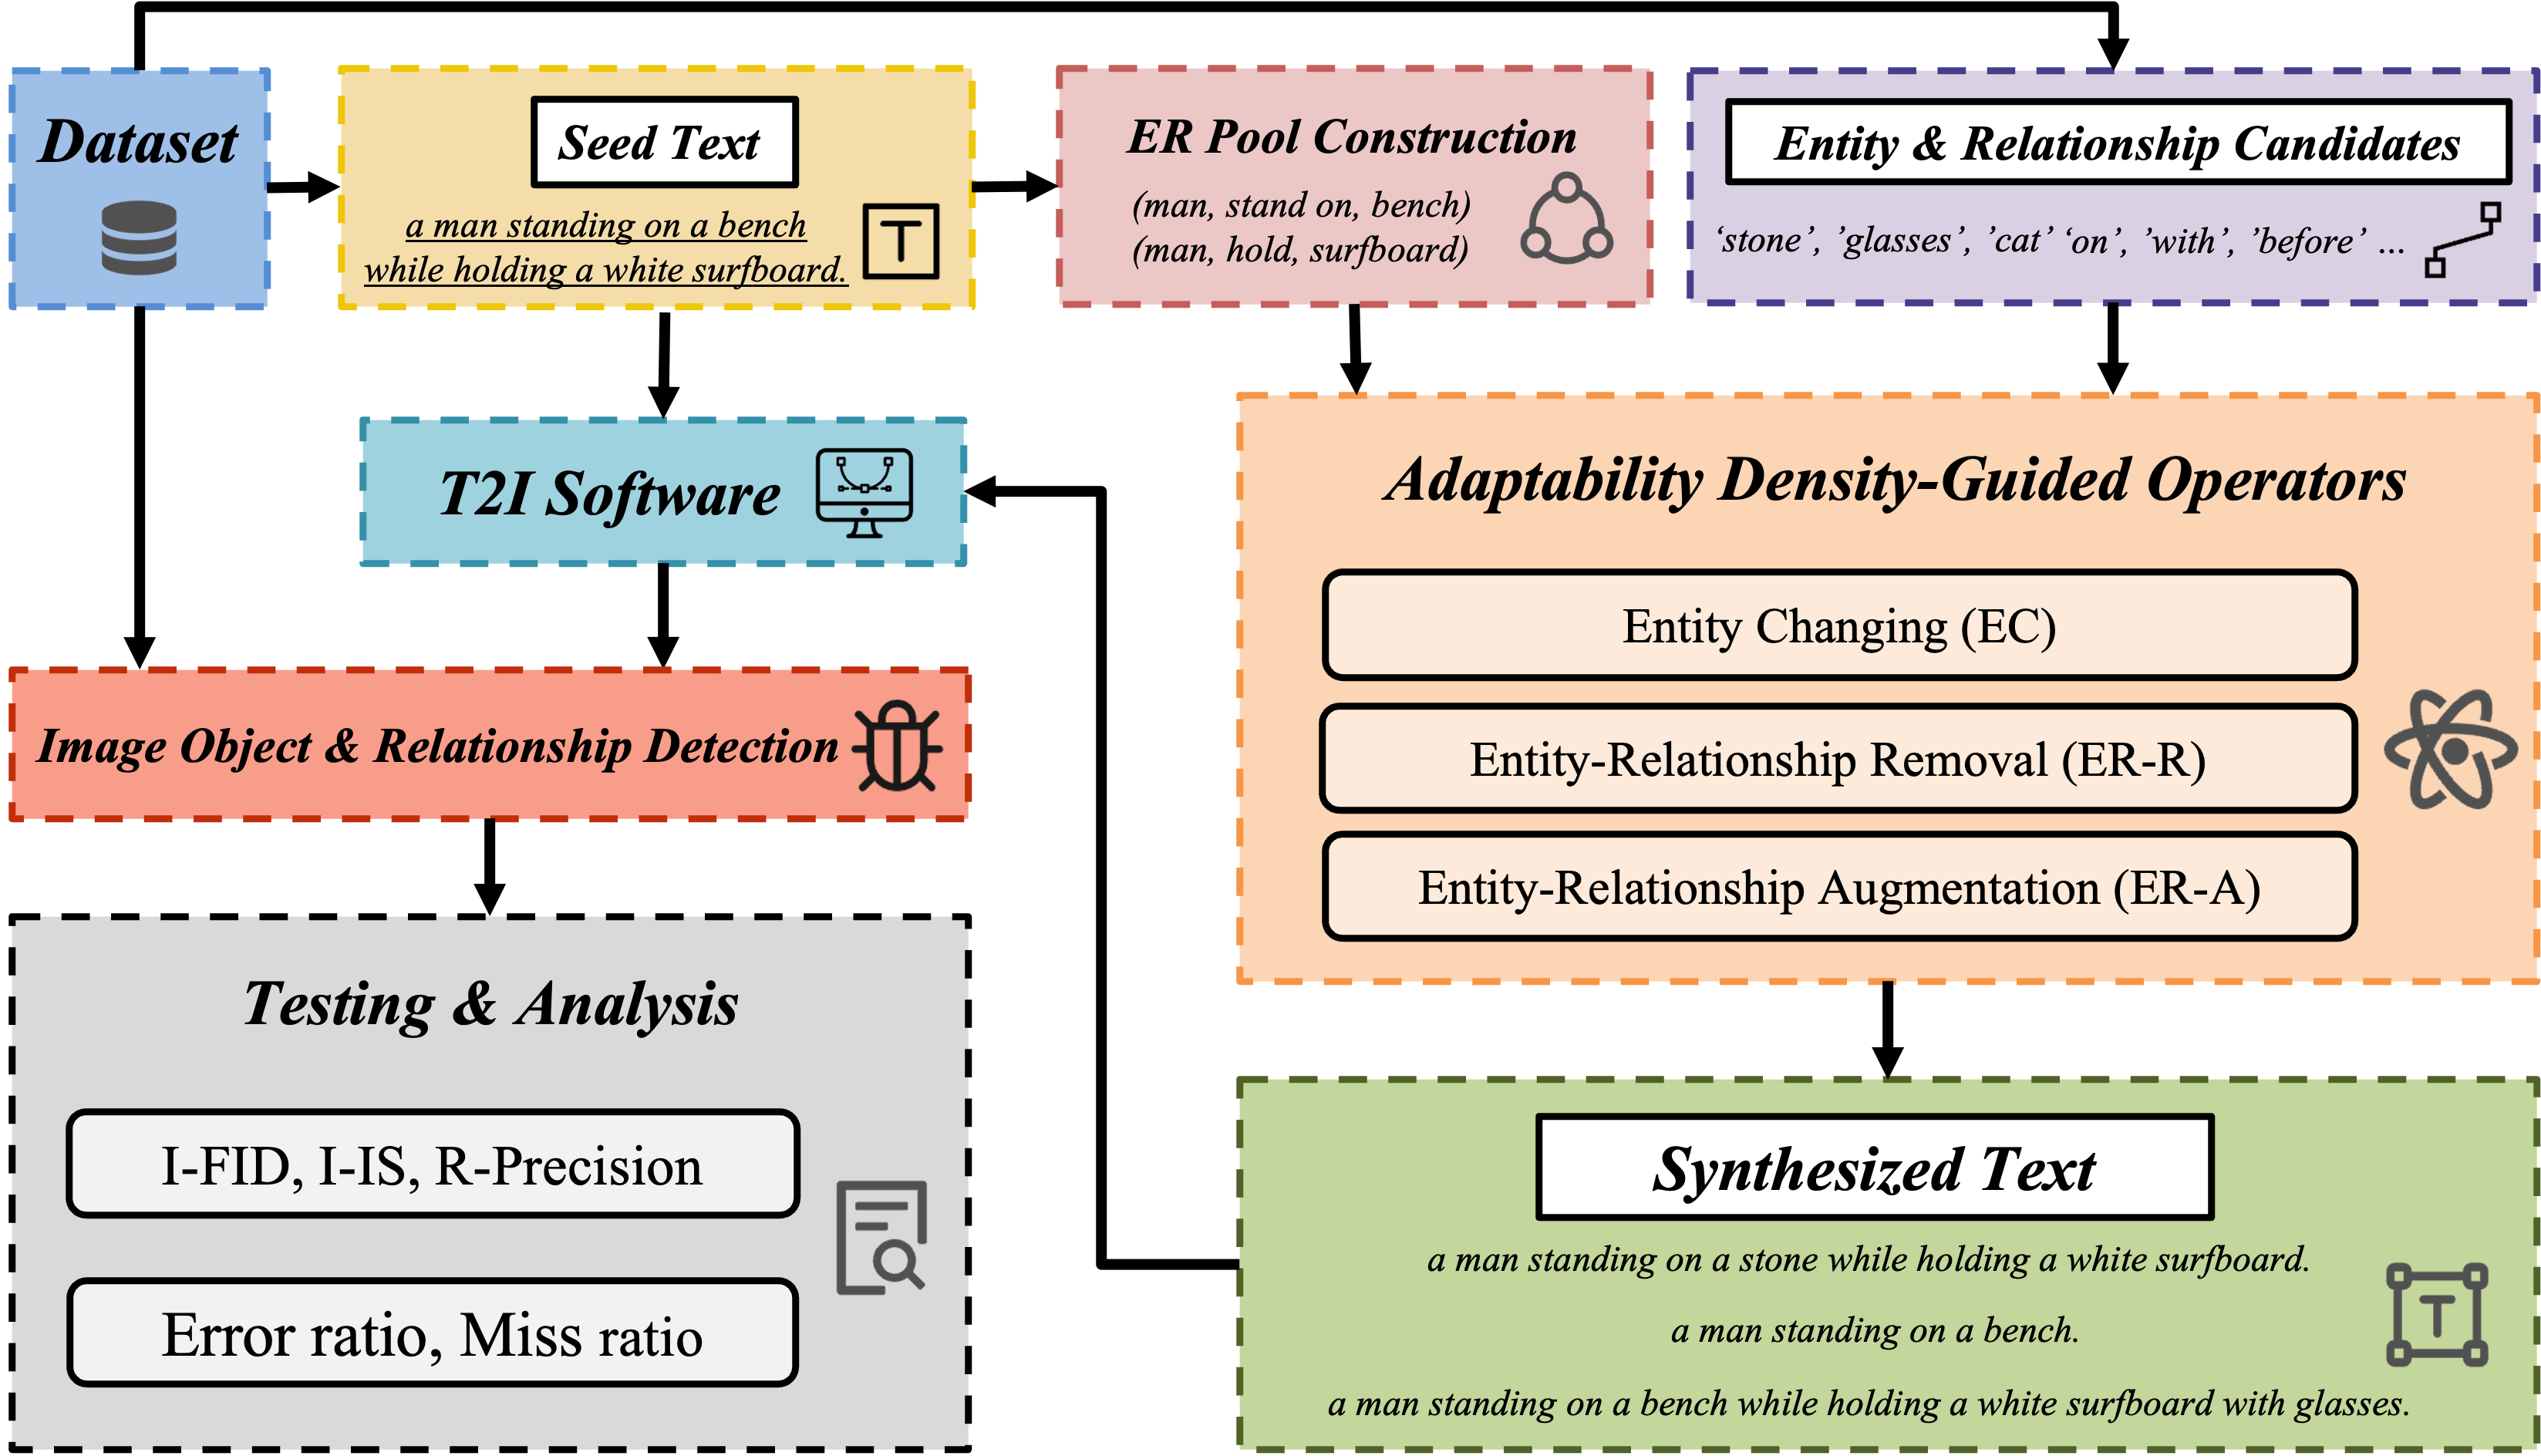 Dataset
Seed Text
a man standing on a bench
while holding a white surfboard.
T
ER Pool Construction
(man, stand on, bench)
(man, hold, surfboard)
Entity & Relationship Candidates
‘stone’, ’glasses’, ’cat’ ‘on’, ’with’, ’before’ ...
T2I Software
Adaptability Density-Guided Operators
Entity Changing (EC)
Entity-Relationship Removal (ER-R)
Entity-Relationship Augmentation (ER-A)
Image Object & Relationship Detection
Testing & Analysis
I-FID, I-IS, R-Precision
Error ratio, Miss ratio
Synthesized Text
a man standing on a stone while holding a white surfboard.
a man standing on a bench.
T
a man standing on a bench while holding a white surfboard with glasses.